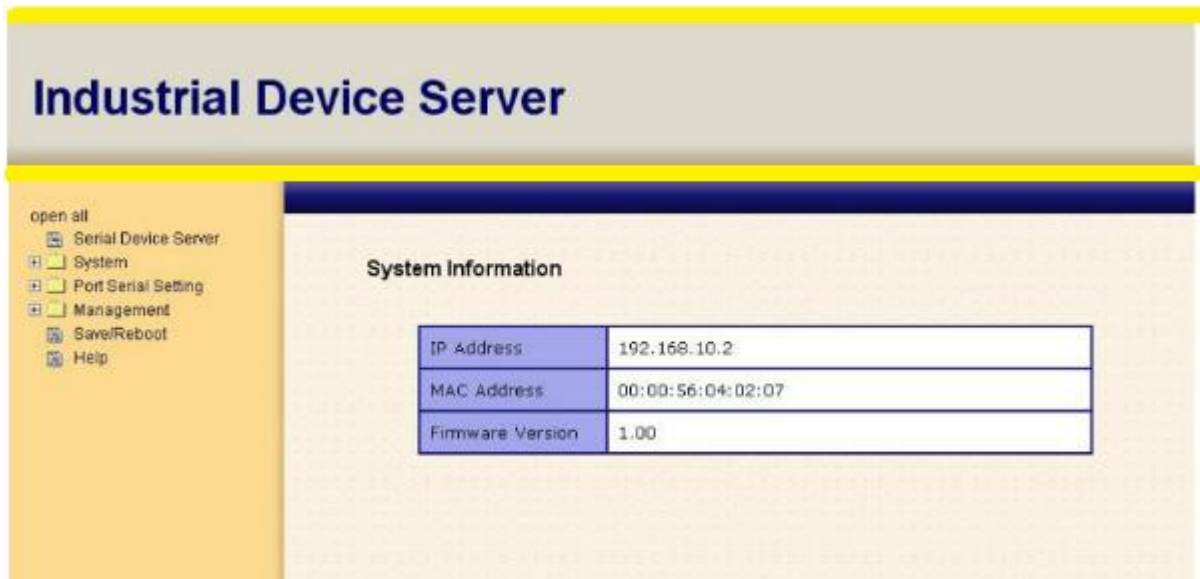 Industrial Device Server
open all
Serial Device Server
System
Port Serial Setting
Management
Save/Reboot
Help
System Information
IP Address 192.168.10.2
MAC Address 00:00:56:04:02:07
Firmware Version 1.00